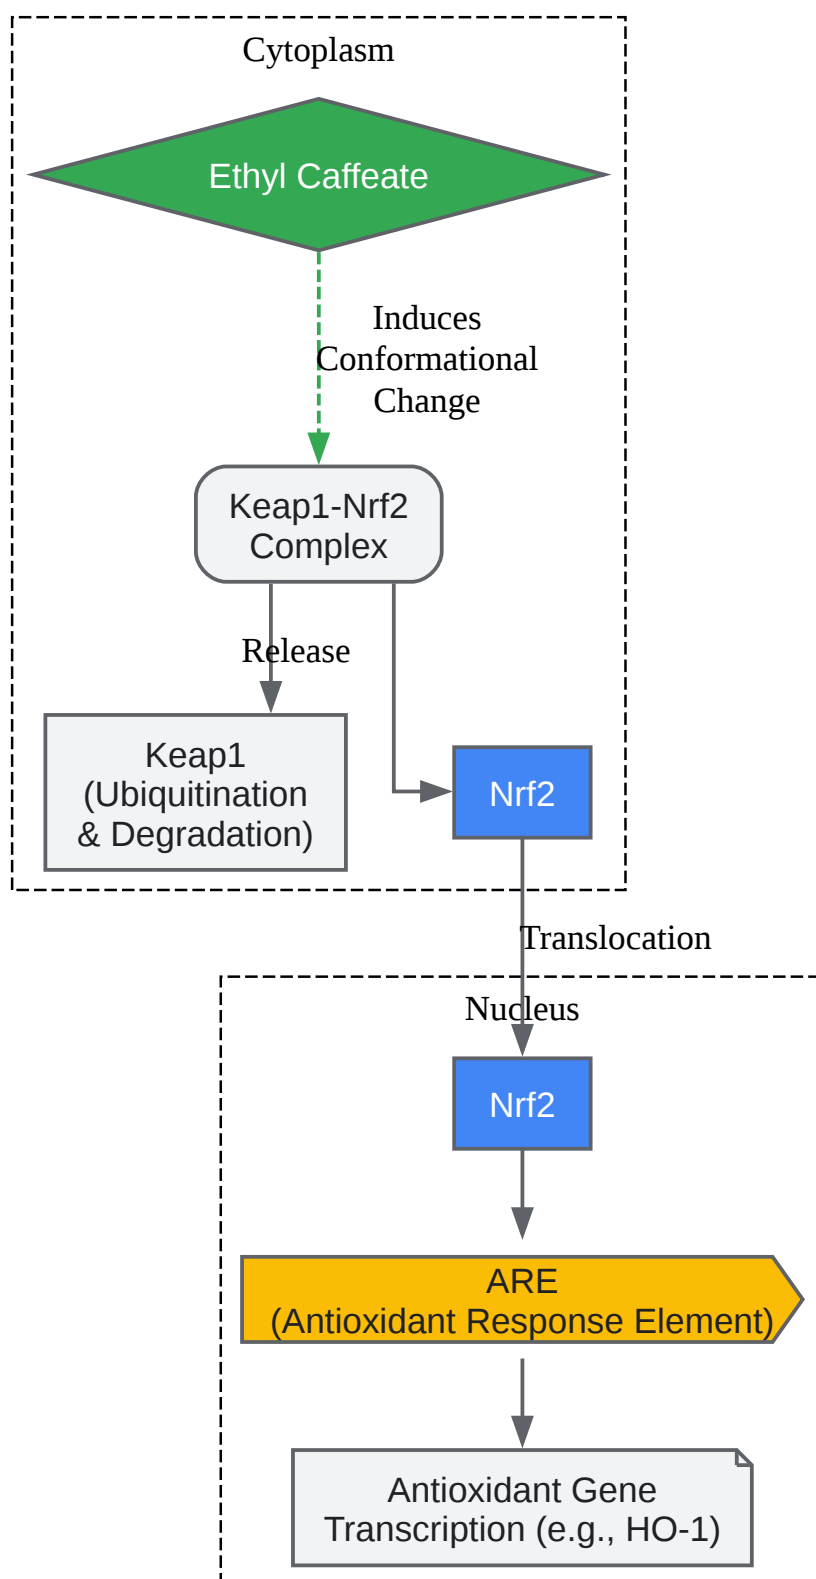 Cytoplasm
Ethyl Caffeate
Induces
Conformational
Change
Keap1-Nrf2
Complex
Release
Keap1
(Ubiquitination
& Degradation)
Nrf2
Translocation
Nucleus
Nrf2
ARE
(Antioxidant Response Element)
Antioxidant Gene
Transcription (e.g., HO-1)